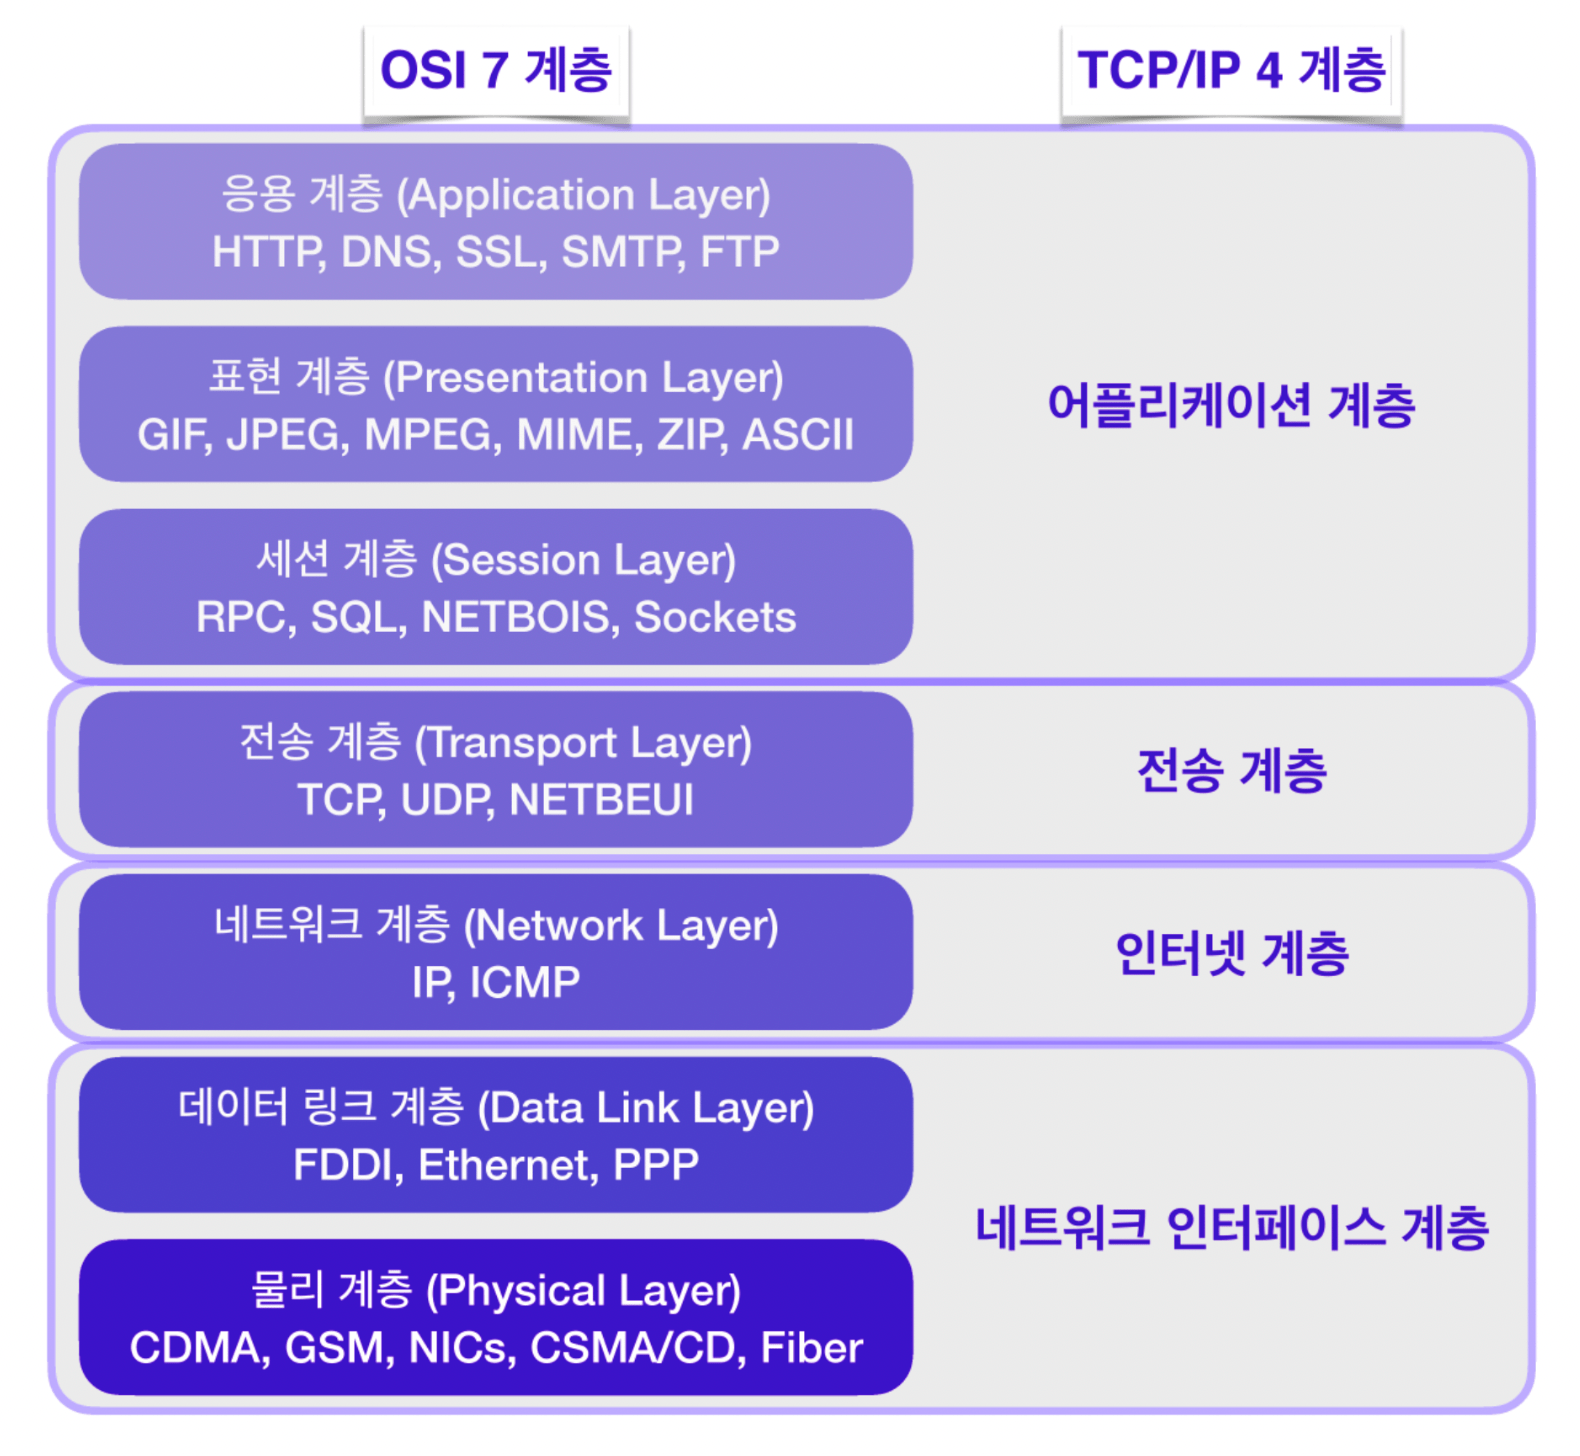 OSI 7 계층
TCP/IP 4 계층
응용 계층 (Application Layer)
HTTP, DNS, SSL, SMTP, FTP
표현 계층 (Presentation Layer)
GIF, JPEG, MPEG, MIME, ZIP, ASCII
세션 계층 (Session Layer)
RPC, SQL, NETBOIS, Sockets
어플리케이션 계층
전송 계층 (Transport Layer)
TCP, UDP, NETBEUI
전송 계층
네트워크 계층 (Network Layer)
IP, ICMP
인터넷 계층
데이터 링크 계층 (Data Link Layer)
FDDI, Ethernet, PPP
물리 계층 (Physical Layer)
CDMA, GSM, NICs, CSMA/CD, Fiber
네트워크 인터페이스 계층